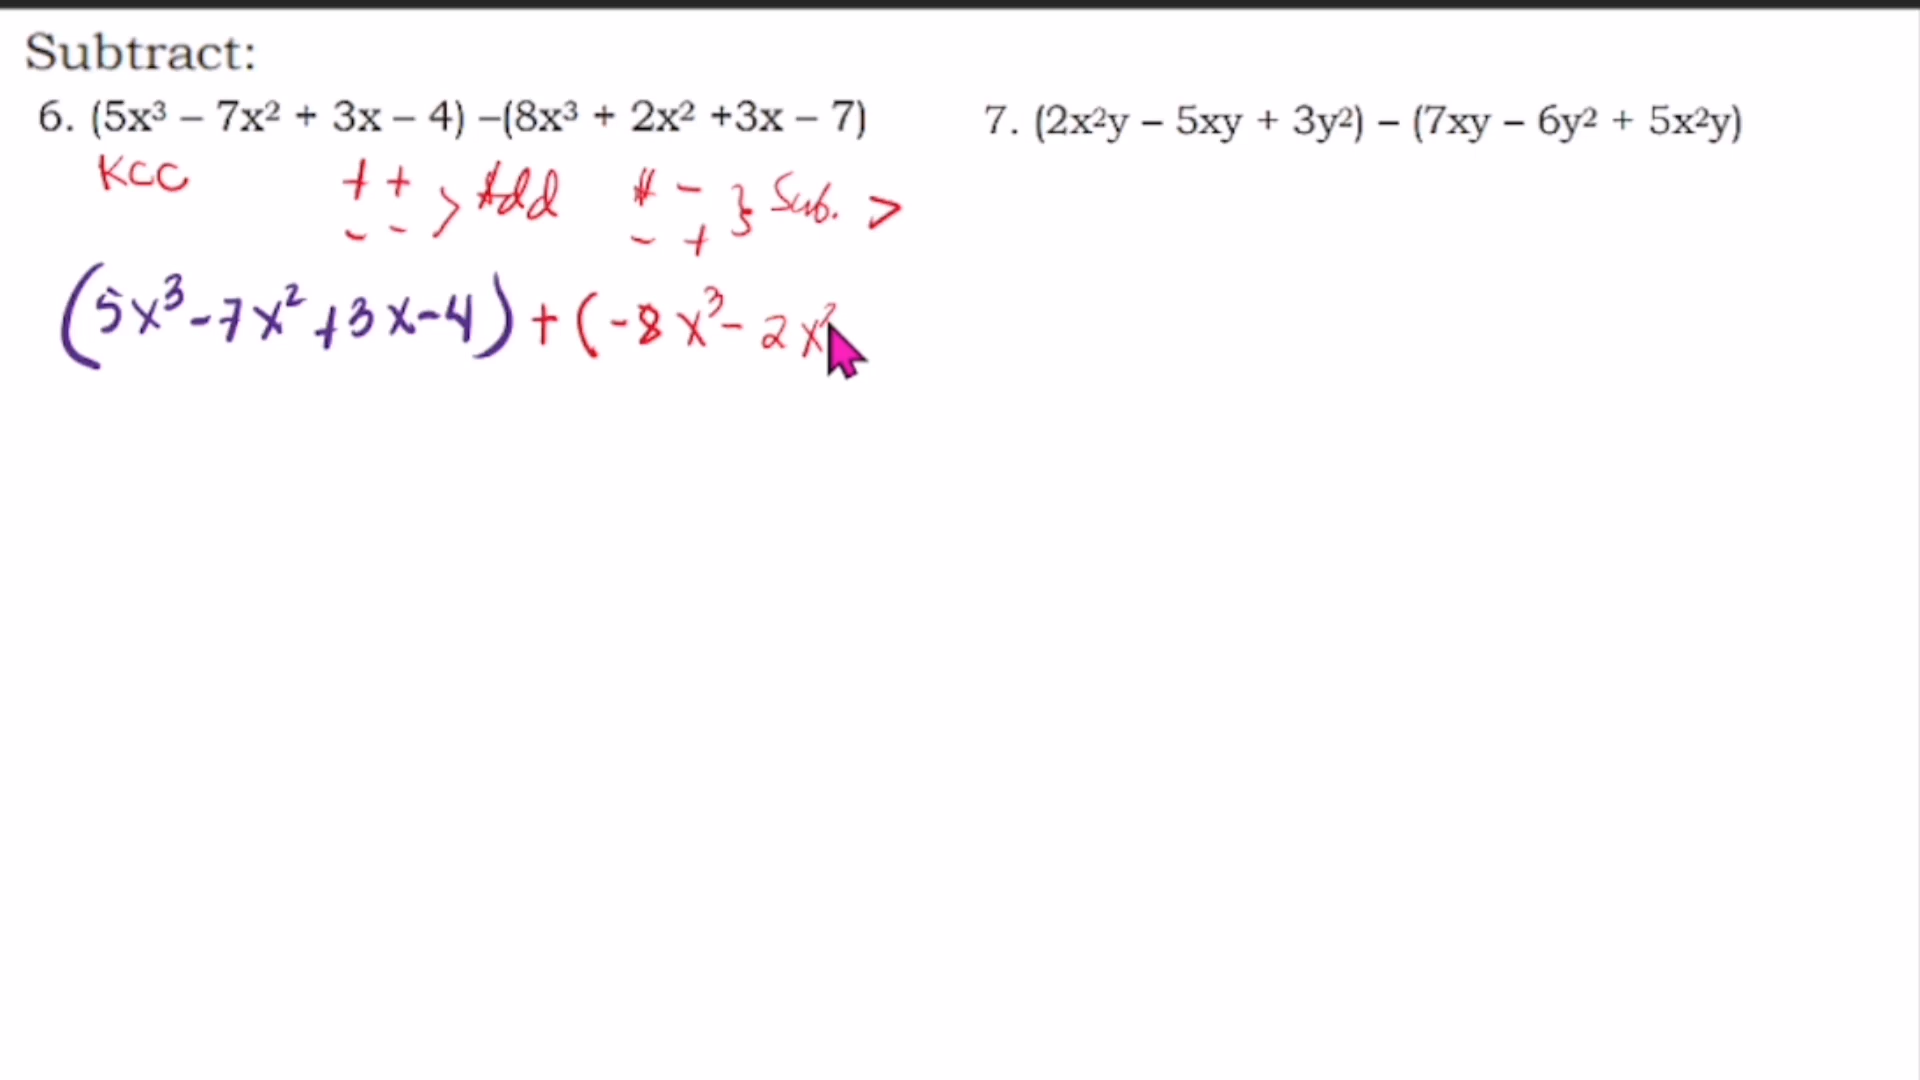 Subtract:
6. (5x³ – 7x² + 3x – 4) –(8x³ + 2x² +3x – 7)
7. (2x²y – 5xy + 3y²) – (7xy – 6y² + 5x²y)
KCC
+ + > Add
- -
+ - } Sub. >
- +
(5x³-7x²+3x-4) + (-8x³- 2x²